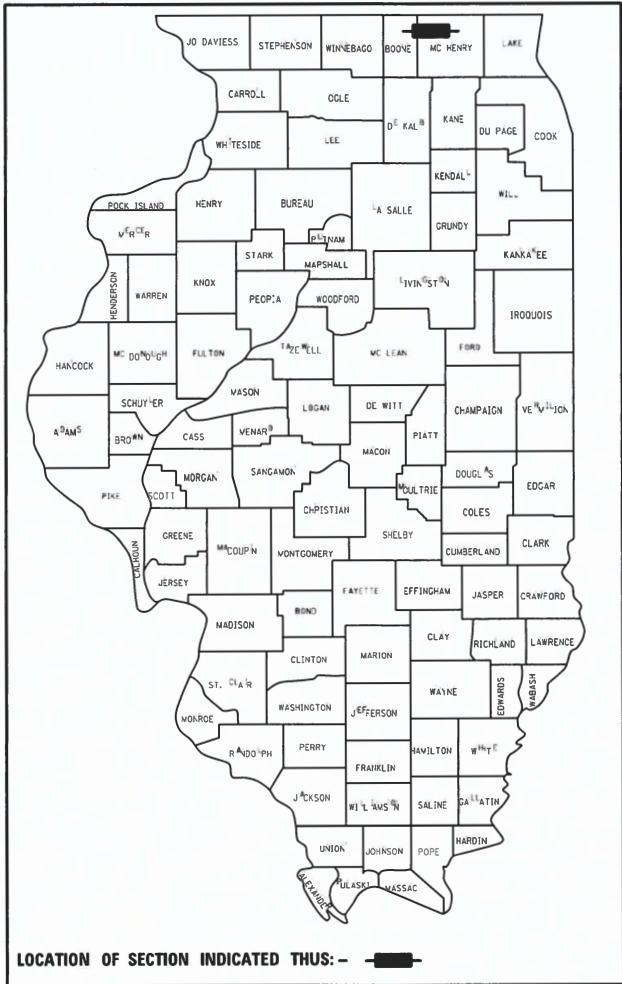 JO DAVIESS STEPHENSON WINNEBAGO BOONE MC HENRY LAKE
CARROLL OGLE
DE KALB KANE DU PAGE COOK
WHITESIDE LEE
KENDALL
WILL
ROCK ISLAND HENRY BUREAU LA SALLE
GRUNDY
MERCER PUTNAM
STARK MARSHALL KANKAKEE
HENDERSON WARREN KNOX PEORIA WOODFORD LIVINGSTON
IROQUOIS
HANCOCK MC DONOUGH FULTON TAZEWELL MC LEAN FORD
MASON
SCHUYLER LOGAN DE WITT CHAMPAIGN VERMILION
ADAMS BROWN CASS MENARD PIATT
MACON
MORGAN SANGAMON DOUGLAS
PIKE SCOTT MOULTRIE EDGAR
CHRISTIAN COLES
CALHOUN GREENE MACOUPIN MONTGOMERY SHELBY CUMBERLAND CLARK
JERSEY
FAYETTE EFFINGHAM JASPER CRAWFORD
MADISON BOND
CLAY RICHLAND LAWRENCE
CLINTON MARION
ST. CLAIR WAYNE EDWARDS WABASH
WASHINGTON JEFFERSON
MONROE
RANDOLPH PERRY HAMILTON WHITE
FRANKLIN
JACKSON WILLIAMSON SALINE GALLATIN
UNION JOHNSON POPE HARDIN
ALEXANDER PULASKI MASSAC
LOCATION OF SECTION INDICATED THUS: -